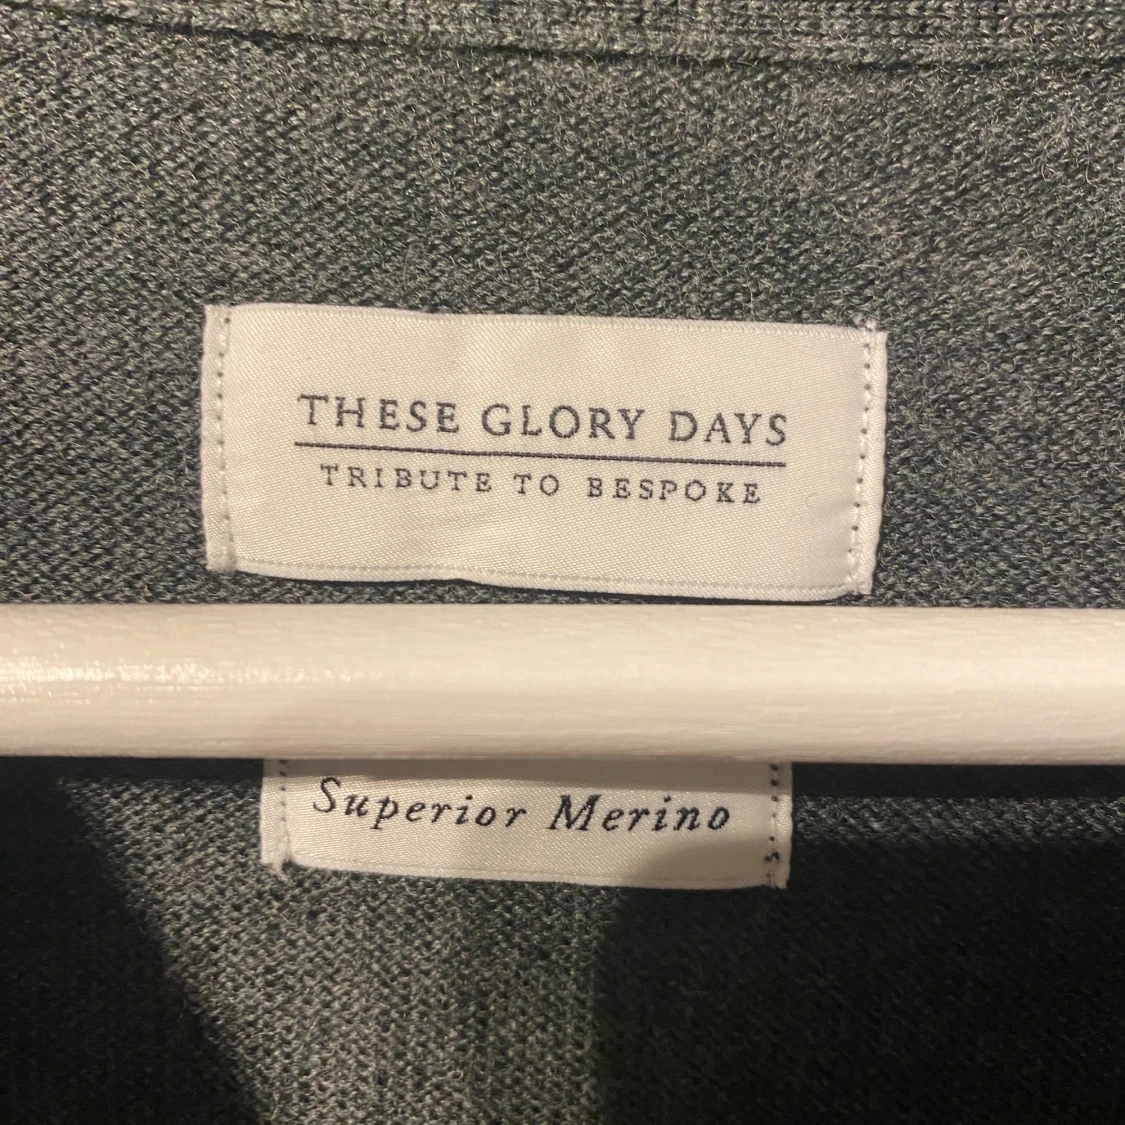 THESE GLORY DAYS
TRIBUTE TO BESPOKE
Superior Merino